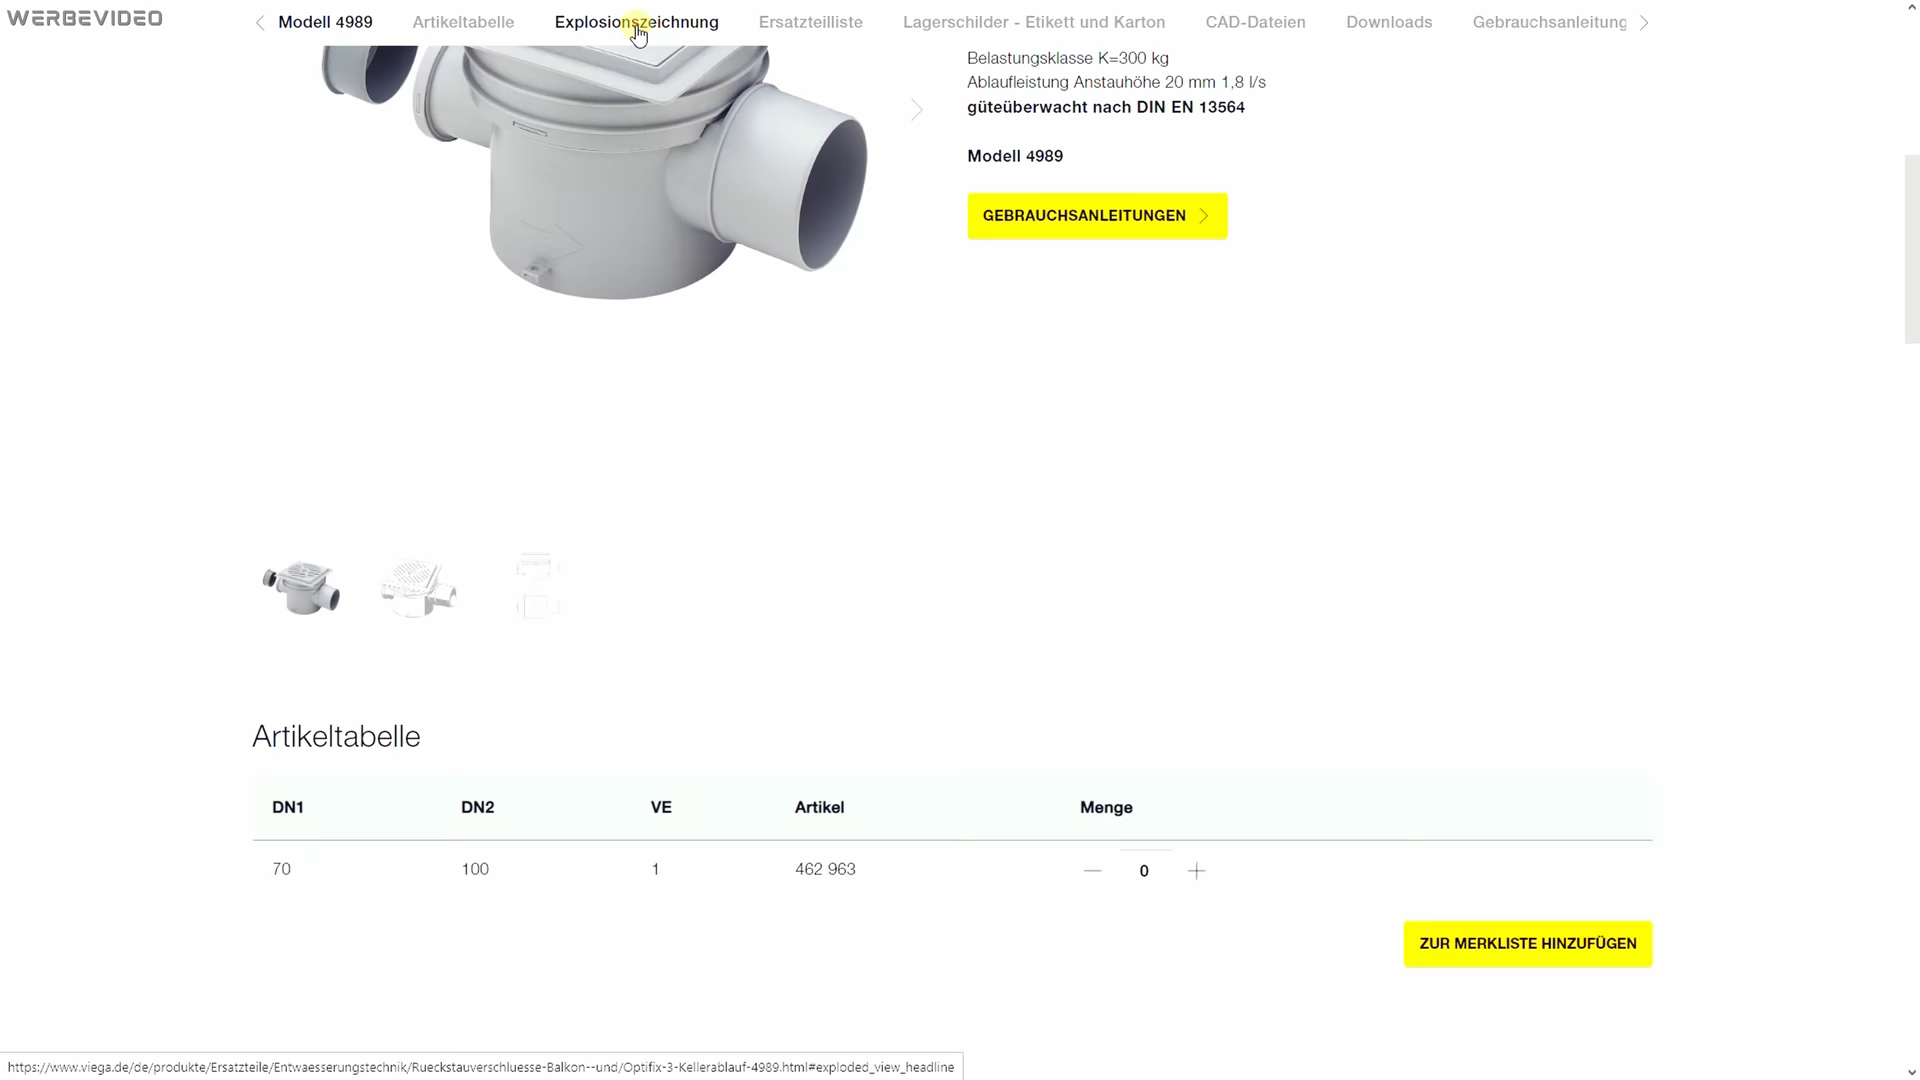 WERBEVIDEO
Modell 4989 Artikeltabelle Explosionszeichnung Ersatzteilliste Lagerschilder - Etikett und Karton CAD-Dateien Downloads Gebrauchsanleitung
Belastungsklasse K=300 kg
Ablaufleistung Anstauhöhe 20 mm 1,8 l/s
güteüberwacht nach DIN EN 13564
Modell 4989
GEBRAUCHSANLEITUNGEN
Artikeltabelle
DN1 DN2 VE Artikel Menge
70 100 1 462 963 — 0 +
ZUR MERKLISTE HINZUFÜGEN
https://www.viega.de/de/produkte/Ersatzteile/Entwaesserungstechnik/Rueckstauverschluesse-Balkon--und/Optifix-3-Kellerablauf-4989.html#exploded_view_headline